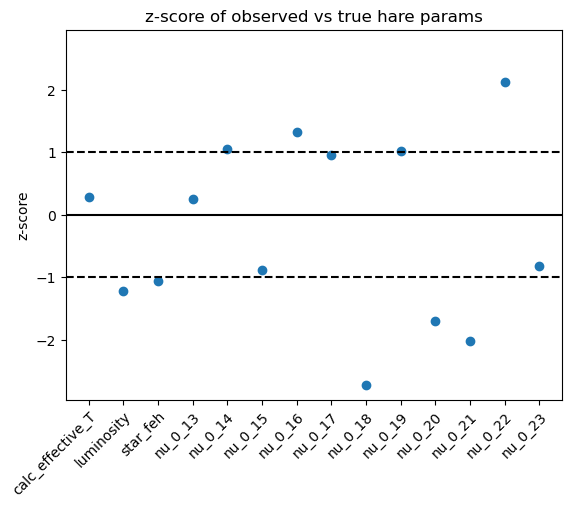 z-score of observed vs true hare params
z-score
2
1
0
−1
−2
calc_effective_T
luminosity
star_feh
nu_0_13
nu_0_14
nu_0_15
nu_0_16
nu_0_17
nu_0_18
nu_0_19
nu_0_20
nu_0_21
nu_0_22
nu_0_23